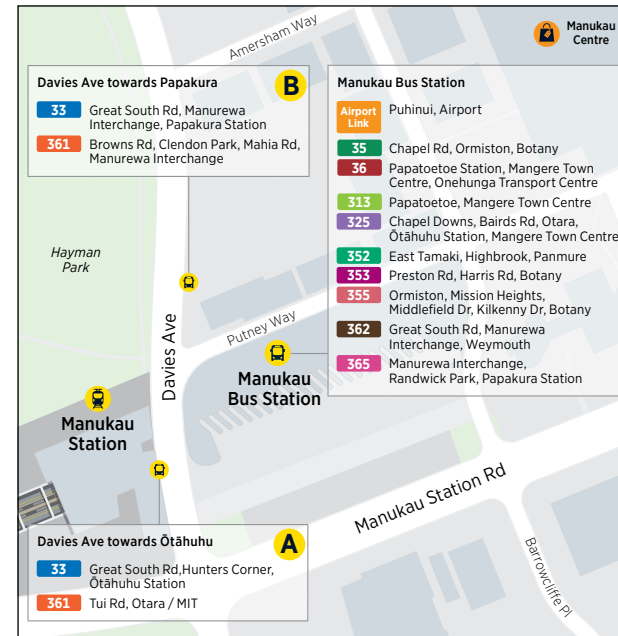 Amersham Way
Manukau
Centre
Davies Ave towards Papakura
B
33 Great South Rd, Manurewa
Interchange, Papakura Station
361 Browns Rd, Clendon Park, Mahia Rd,
Manurewa Interchange
Manukau Bus Station
Airport
Link
Puhinui, Airport
35 Chapel Rd, Ormiston, Botany
36 Papatoetoe Station, Mangere Town
Centre, Onehunga Transport Centre
313 Papatoetoe, Mangere Town Centre
325 Chapel Downs, Bairds Rd, Otara,
Ōtāhuhu Station, Mangere Town Centre
352 East Tamaki, Highbrook, Panmure
353 Preston Rd, Harris Rd, Botany
355 Ormiston, Mission Heights,
Middlefield Dr, Kilkenny Dr, Botany
362 Great South Rd, Manurewa
Interchange, Weymouth
365 Manurewa Interchange,
Randwick Park, Papakura Station
Hayman
Park
Davies Ave
Putney Way
Manukau
Bus Station
Manukau
Station
Manukau Station Rd
Barrowcliffe Pl
Davies Ave towards Ōtāhuhu
A
33 Great South Rd,Hunters Corner,
Ōtāhuhu Station
361 Tui Rd, Otara / MIT